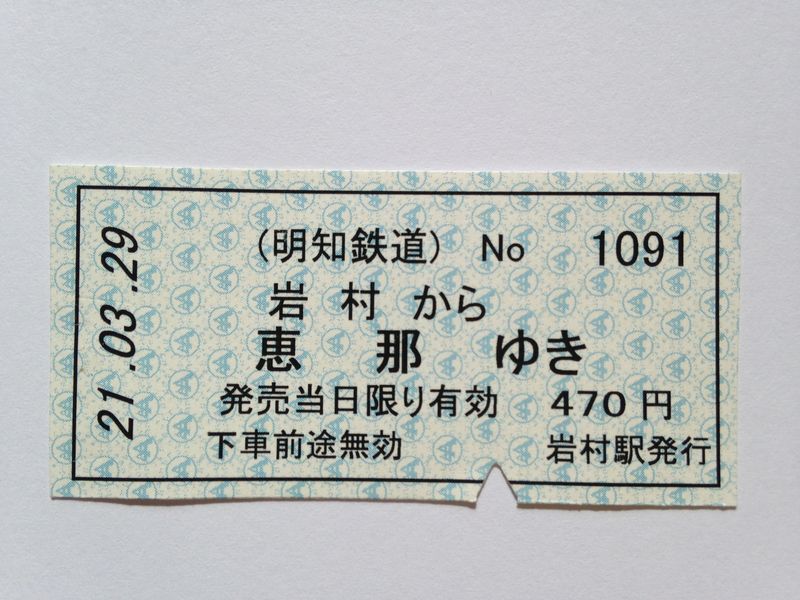 21.03.29
(明知鉄道) No 1091
岩村から
恵那ゆき
発売当日限り有効 470円
下車前途無効 岩村駅発行